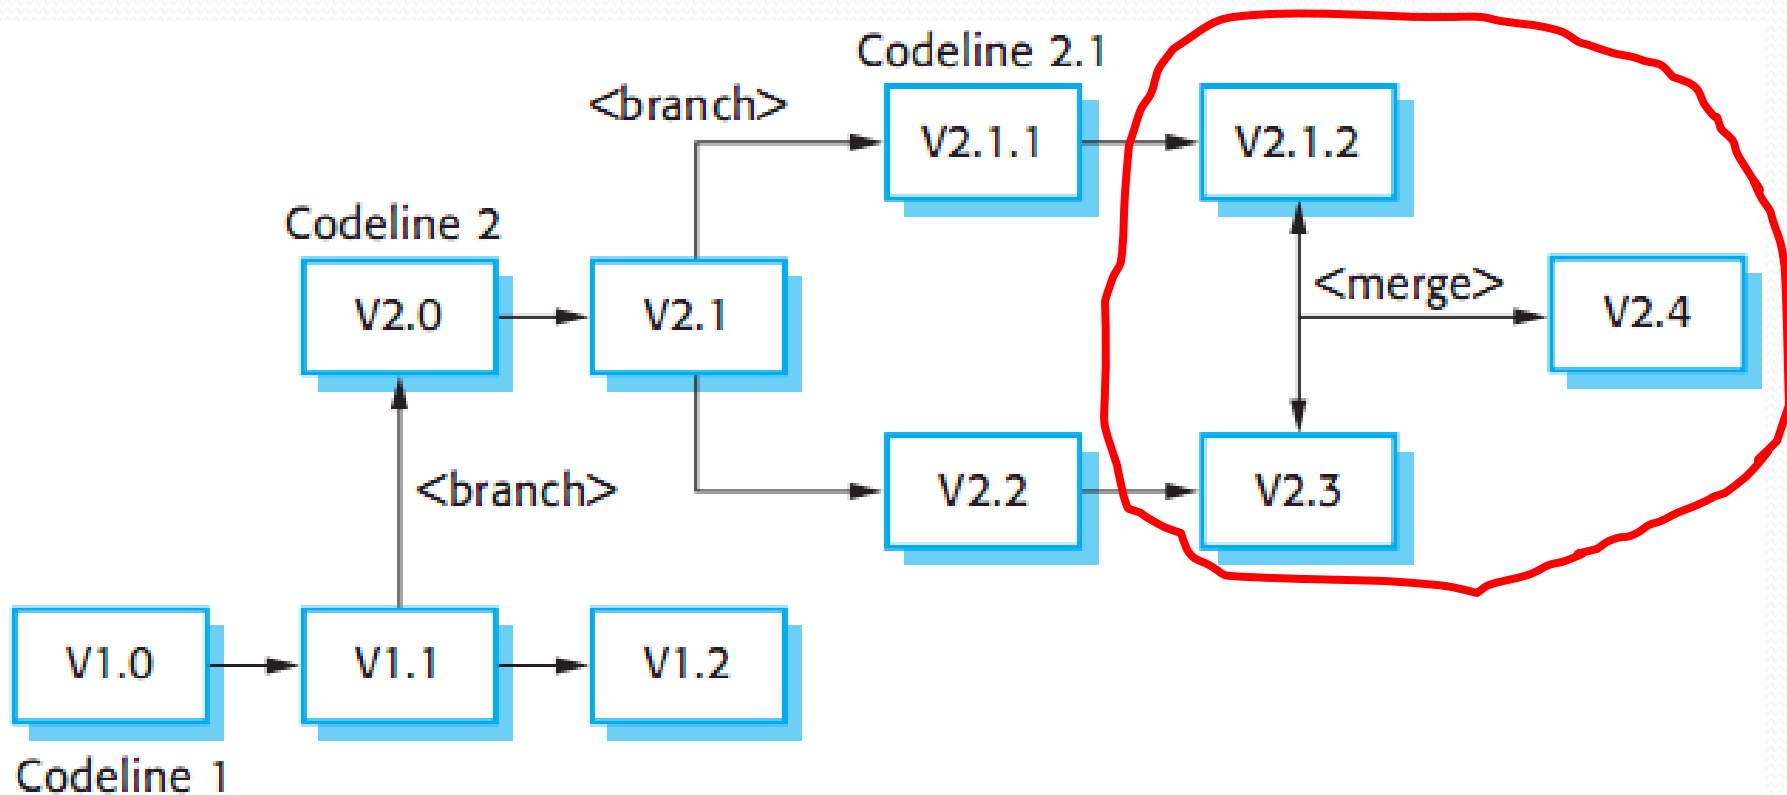 Codeline 2.1
<branch>
V2.1.1
V2.1.2
Codeline 2
V2.0
V2.1
<merge>
V2.4
<branch>
V2.2
V2.3
V1.0
V1.1
V1.2
Codeline 1